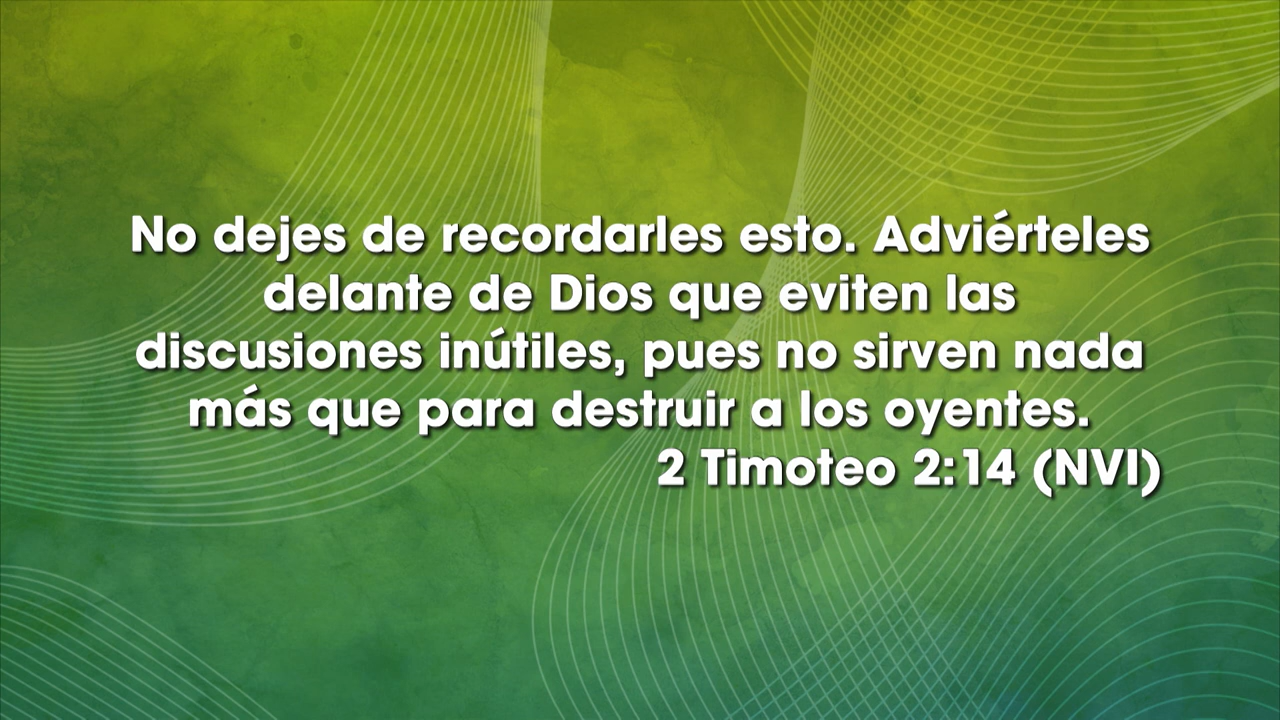 No dejes de recordarles esto. Adviérteles
delante de Dios que eviten las
discusiones inútiles, pues no sirven nada
más que para destruir a los oyentes.
2 Timoteo 2:14 (NVI)